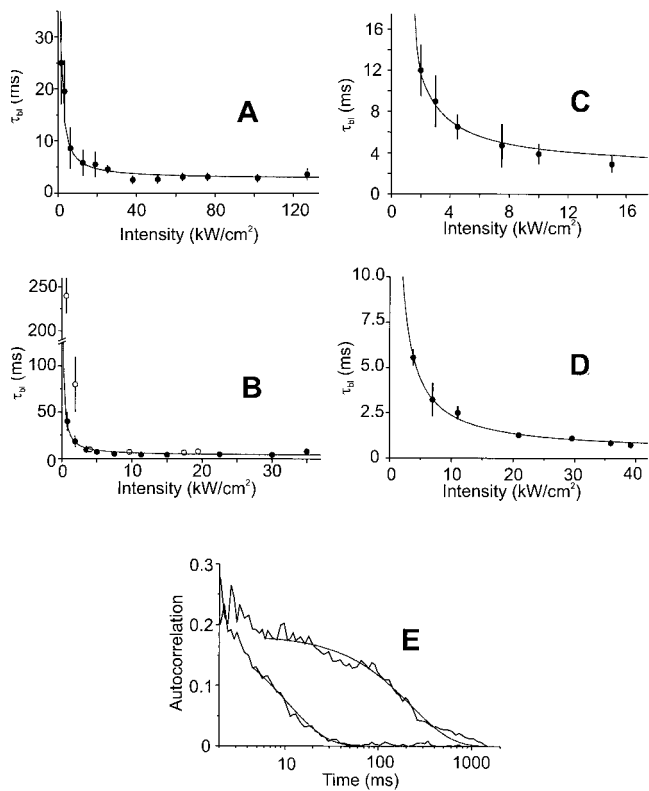 30
20
10
0
τbl (ms)
A
0 40 80 120
Intensity (kW/cm²)
16
12
8
4
0
τbl (ms)
C
0 4 8 12 16
Intensity (kW/cm²)
250
200
100
50
0
τbl (ms)
B
0 10 20 30
Intensity (kW/cm²)
10.0
7.5
5.0
2.5
0
τbl (ms)
D
0 10 20 30 40
Intensity (kW/cm²)
0.3
0.2
0.1
0
Autocorrelation
E
10 100 1000
Time (ms)